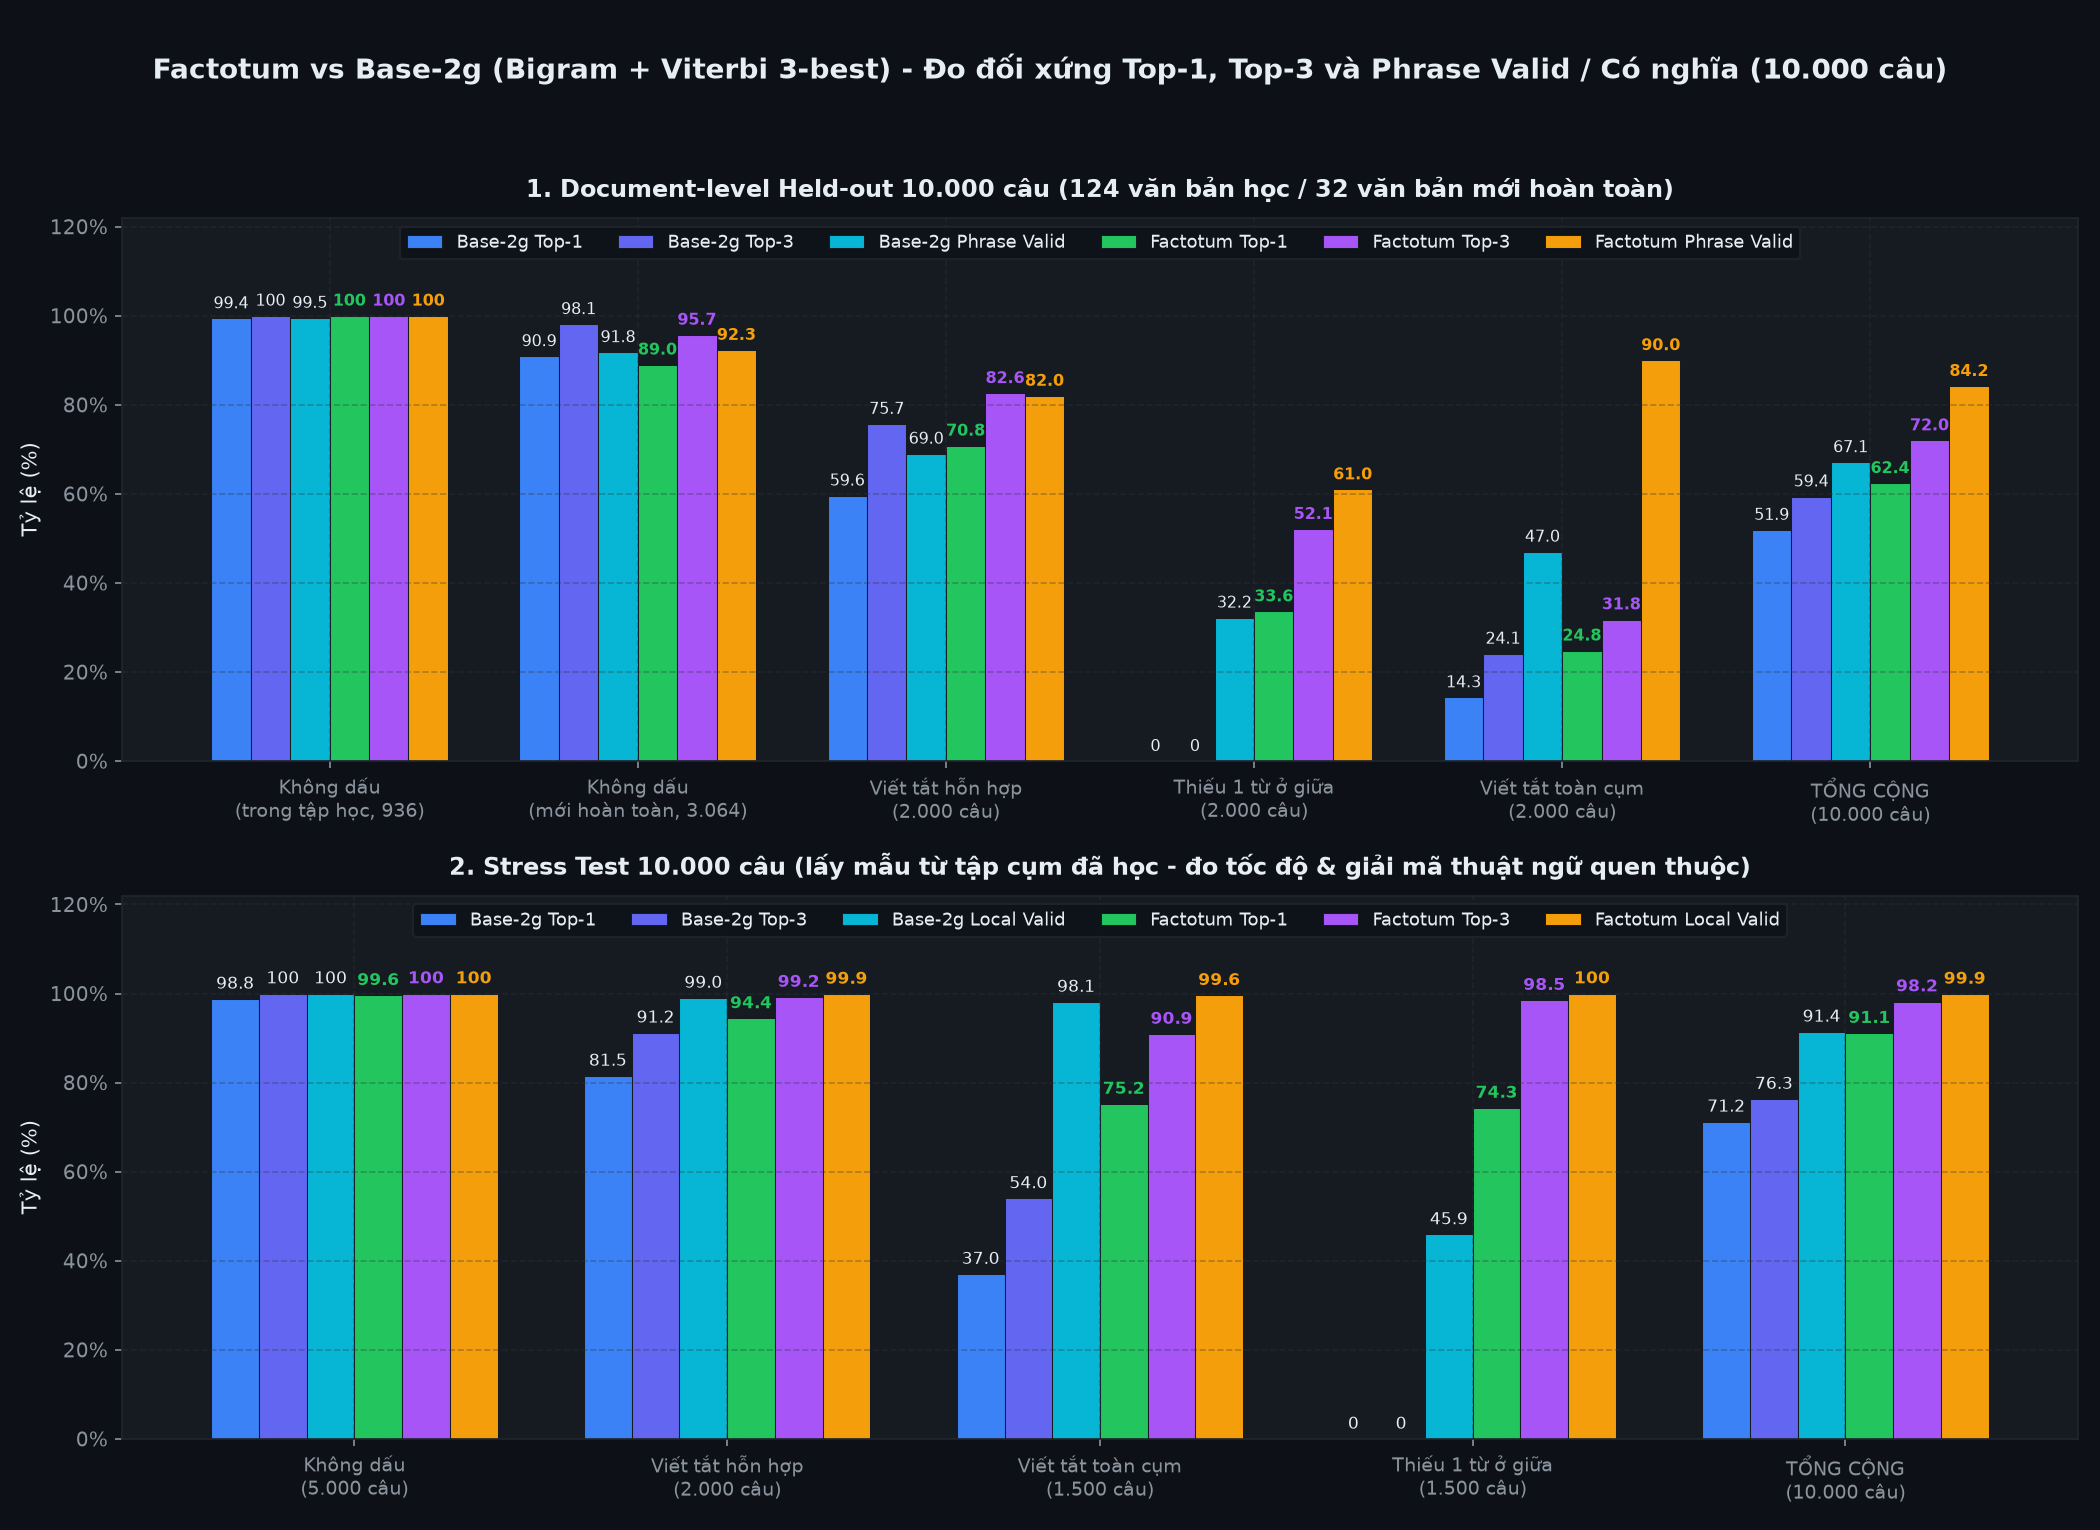 Factotum vs Base-2g (Bigram + Viterbi 3-best) - Đo đối xứng Top-1, Top-3 và Phrase Valid / Có nghĩa (10.000 câu)
1. Document-level Held-out 10.000 câu (124 văn bản học / 32 văn bản mới hoàn toàn)
Base-2g Top-1 Base-2g Top-3 Base-2g Phrase Valid Factotum Top-1 Factotum Top-3 Factotum Phrase Valid
Tỷ lệ (%)
120%
100%
80%
60%
40%
20%
0%
99.4 100 99.5 100 100 100
90.9 98.1 91.8 89.0 95.7 92.3
59.6 75.7 69.0 70.8 82.6 82.0
0 0 32.2 33.6 52.1 61.0
14.3 24.1 47.0 24.8 31.8 90.0
51.9 59.4 67.1 62.4 72.0 84.2
Không dấu
(trong tập học, 936)
Không dấu
(mới hoàn toàn, 3.064)
Viết tắt hỗn hợp
(2.000 câu)
Thiếu 1 từ ở giữa
(2.000 câu)
Viết tắt toàn cụm
(2.000 câu)
TỔNG CỘNG
(10.000 câu)
2. Stress Test 10.000 câu (lấy mẫu từ tập cụm đã học - đo tốc độ & giải mã thuật ngữ quen thuộc)
Base-2g Top-1 Base-2g Top-3 Base-2g Local Valid Factotum Top-1 Factotum Top-3 Factotum Local Valid
Tỷ lệ (%)
120%
100%
80%
60%
40%
20%
0%
98.8 100 100 99.6 100 100
81.5 91.2 99.0 94.4 99.2 99.9
37.0 54.0 98.1 75.2 90.9 99.6
0 0 45.9 74.3 98.5 100
71.2 76.3 91.4 91.1 98.2 99.9
Không dấu
(5.000 câu)
Viết tắt hỗn hợp
(2.000 câu)
Viết tắt toàn cụm
(1.500 câu)
Thiếu 1 từ ở giữa
(1.500 câu)
TỔNG CỘNG
(10.000 câu)